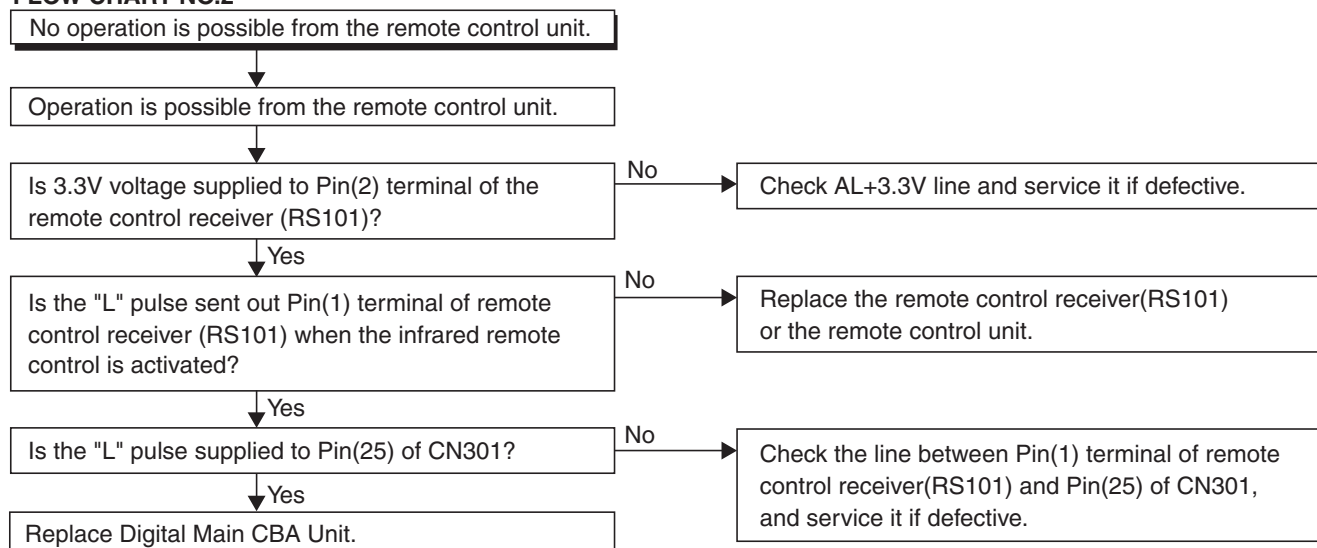 FLOW CHART NO.2
No operation is possible from the remote control unit.
Operation is possible from the remote control unit.
Is 3.3V voltage supplied to Pin(2) terminal of the
remote control receiver (RS101)?
No
Check AL+3.3V line and service it if defective.
Yes
Is the "L" pulse sent out Pin(1) terminal of remote
control receiver (RS101) when the infrared remote
control is activated?
No
Replace the remote control receiver(RS101)
or the remote control unit.
Yes
Is the "L" pulse supplied to Pin(25) of CN301?
No
Check the line between Pin(1) terminal of remote
control receiver(RS101) and Pin(25) of CN301,
and service it if defective.
Yes
Replace Digital Main CBA Unit.